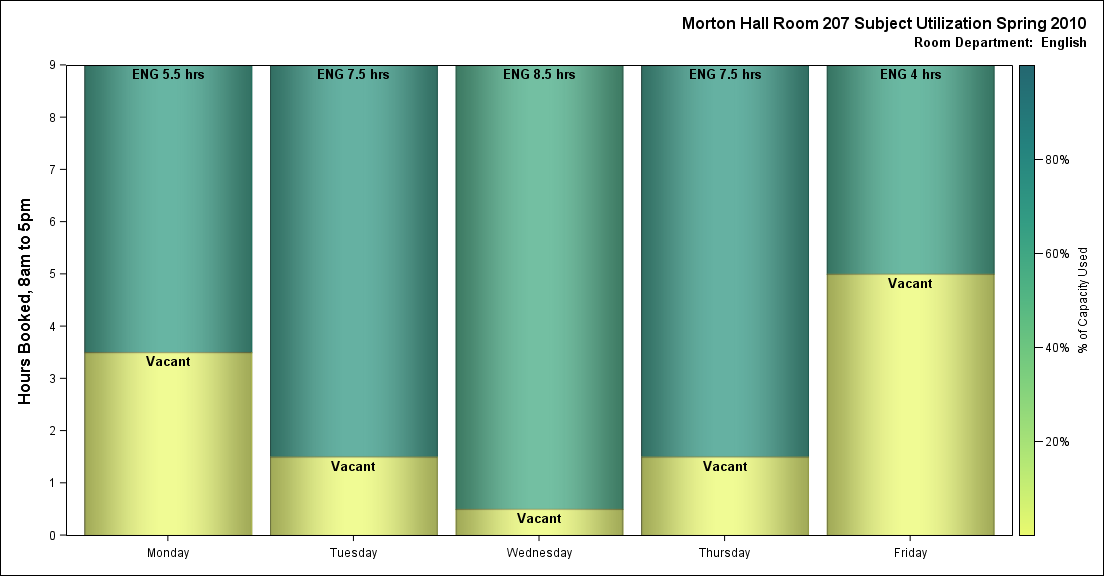 Morton Hall Room 207 Subject Utilization Spring 2010
Room Department:  English
Hours Booked, 8am to 5pm
9
8
7
6
5
4
3
2
1
0
ENG 5.5 hrs
ENG 7.5 hrs
ENG 8.5 hrs
ENG 7.5 hrs
ENG 4 hrs
Vacant
Vacant
Vacant
Vacant
Vacant
Monday
Tuesday
Wednesday
Thursday
Friday
80%
60%
40%
20%
% of Capacity Used